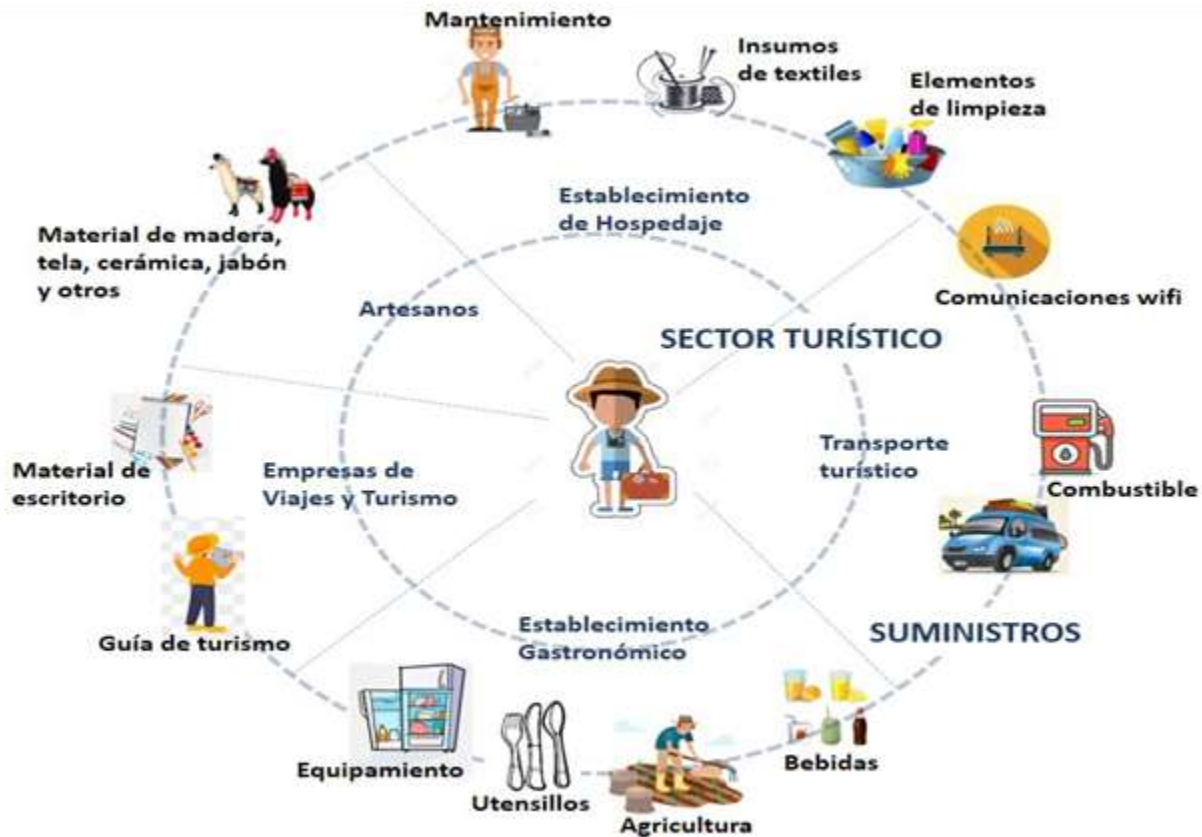 Mantenimiento
Insumos
de textiles
Elementos
de limpieza
Establecimiento
de Hospedaje
Material de madera,
tela, cerámica, jabón
y otros
Artesanos
Comunicaciones wifi
SECTOR TURÍSTICO
Material de
escritorio
Empresas de
Viajes y Turismo
Transporte
turístico
Combustible
Guía de turismo
Establecimiento
Gastronómico
SUMINISTROS
Equipamiento
Utensillos
Agricultura
Bebidas